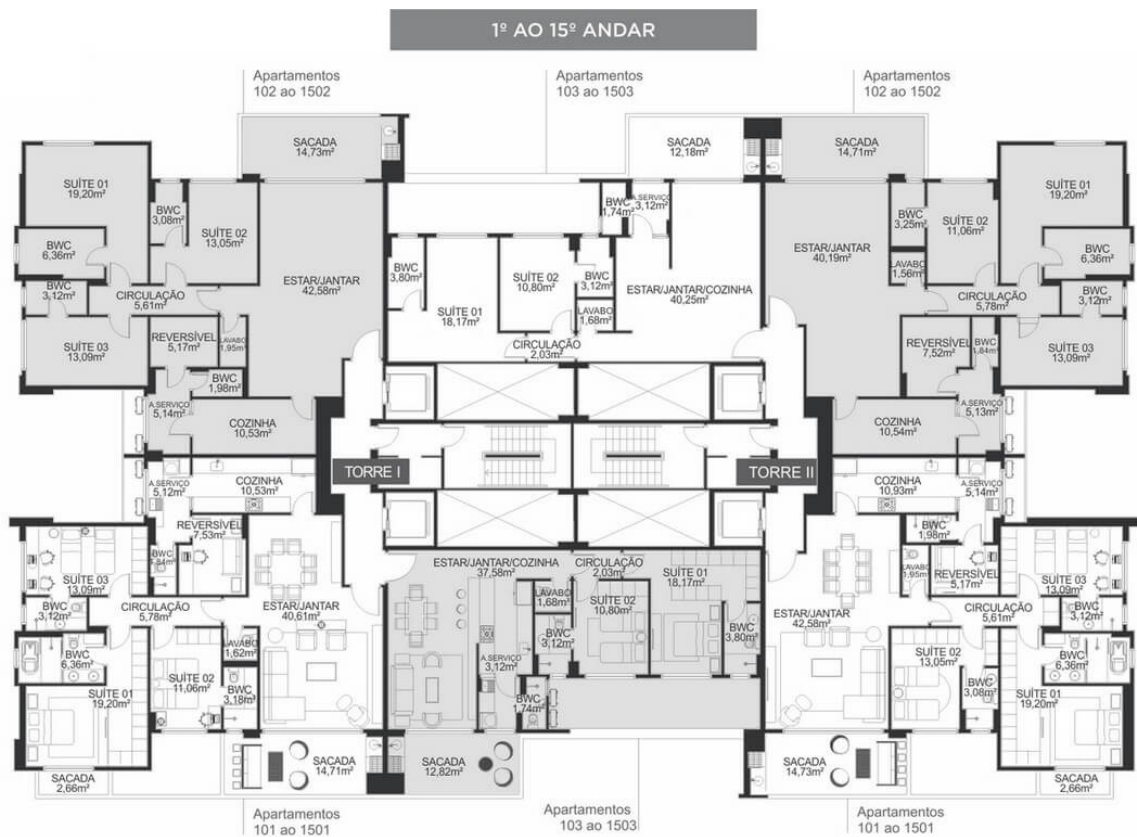 1º AO 15º ANDAR
Apartamentos
102 ao 1502
Apartamentos
103 ao 1503
Apartamentos
102 ao 1502
SACADA
14,73m²
SACADA
12,18m²
SACADA
14,71m²
SUÍTE 01
19,20m²
BWC
3,08m²
SUÍTE 02
13,05m²
BWC
6,36m²
BWC
3,12m²
CIRCULAÇÃO
5,61m²
ESTAR/JANTAR
42,58m²
SUÍTE 03
13,09m²
REVERSÍVEL
5,17m²
LAVABO
1,95m²
BWC
1,98m²
A.SERVIÇO
5,14m²
COZINHA
10,53m²
BWC
3,80m²
SUÍTE 01
18,17m²
SUÍTE 02
10,80m²
BWC
3,12m²
LAVABO
1,68m²
BWC
1,74m²
A.SERVIÇO
3,12m²
ESTAR/JANTAR/COZINHA
40,25m²
CIRCULAÇÃO
2,03m²
ESTAR/JANTAR
40,19m²
BWC
3,25m²
SUÍTE 02
11,06m²
LAVABO
1,56m²
SUÍTE 01
19,20m²
BWC
6,36m²
BWC
3,12m²
CIRCULAÇÃO
5,78m²
REVERSÍVEL
7,52m²
BWC
1,84m²
SUÍTE 03
13,09m²
A.SERVIÇO
5,13m²
COZINHA
10,54m²
TORRE I
TORRE II
A.SERVIÇO
5,12m²
COZINHA
10,53m²
REVERSÍVEL
7,53m²
BWC
1,84m²
SUÍTE 03
13,09m²
BWC
3,12m²
CIRCULAÇÃO
5,78m²
ESTAR/JANTAR
40,61m²
LAVABO
1,62m²
BWC
6,36m²
SUÍTE 02
11,06m²
BWC
3,18m²
SUÍTE 01
19,20m²
SACADA
2,66m²
SACADA
14,71m²
ESTAR/JANTAR/COZINHA
37,58m²
CIRCULAÇÃO
2,03m²
SUÍTE 01
18,17m²
LAVABO
1,68m²
SUÍTE 02
10,80m²
BWC
3,12m²
BWC
3,80m²
A.SERVIÇO
3,12m²
BWC
1,74m²
SACADA
12,82m²
COZINHA
10,93m²
A.SERVIÇO
5,14m²
BWC
1,98m²
LAVABO
1,95m²
REVERSÍVEL
5,17m²
SUÍTE 03
13,09m²
ESTAR/JANTAR
42,58m²
CIRCULAÇÃO
5,61m²
BWC
3,12m²
SUÍTE 02
13,05m²
BWC
6,36m²
BWC
3,08m²
SUÍTE 01
19,20m²
SACADA
14,73m²
SACADA
2,66m²
Apartamentos
101 ao 1501
Apartamentos
103 ao 1503
Apartamentos
101 ao 1501